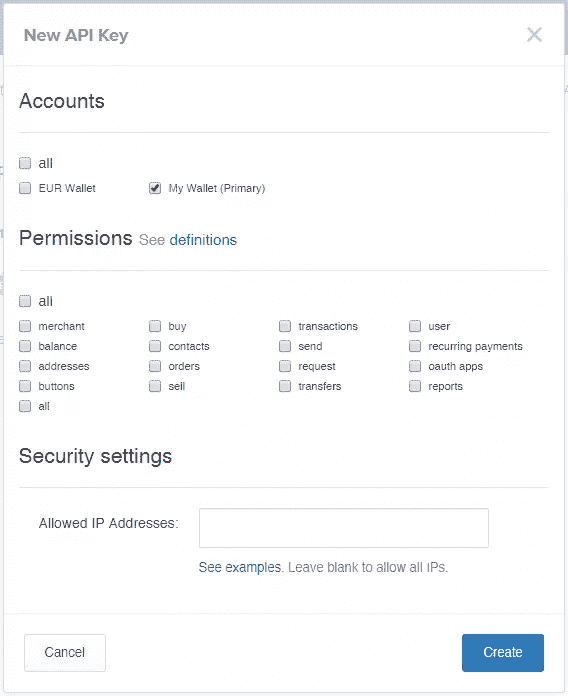 New API Key
Accounts
all
EUR Wallet My Wallet (Primary)
Permissions See definitions
all
merchant buy transactions user
balance contacts send recurring payments
addresses orders request oauth apps
buttons sell transfers reports
all
Security settings
Allowed IP Addresses:
See examples. Leave blank to allow all IPs.
Cancel Create